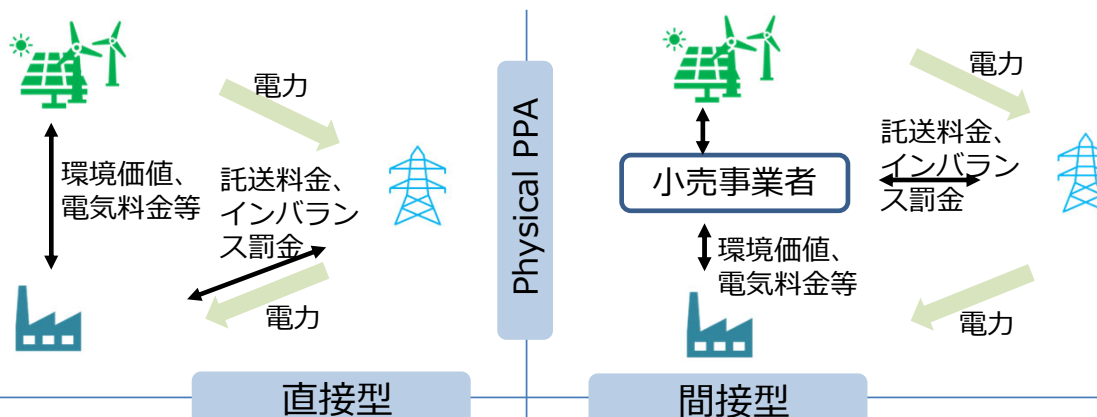 電力
環境価値、
電気料金等
託送料金、
インバラン
ス罰金
電力
直接型
Physical PPA
電力
託送料金、
インバラン
ス罰金
小売事業者
環境価値、
電気料金等
電力
間接型